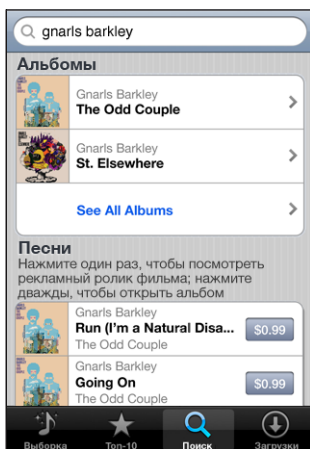 gnarls barkley
Альбомы
Gnarls Barkley
The Odd Couple
Gnarls Barkley
St. Elsewhere
See All Albums
Песни
Нажмите один раз, чтобы посмотреть
рекламный ролик фильма; нажмите
дважды, чтобы открыть альбом
Gnarls Barkley
Run (I'm a Natural Disa...
$0.99
The Odd Couple
Gnarls Barkley
Going On
$0.99
The Odd Couple
Выборка Топ-10 Поиск Загрузки